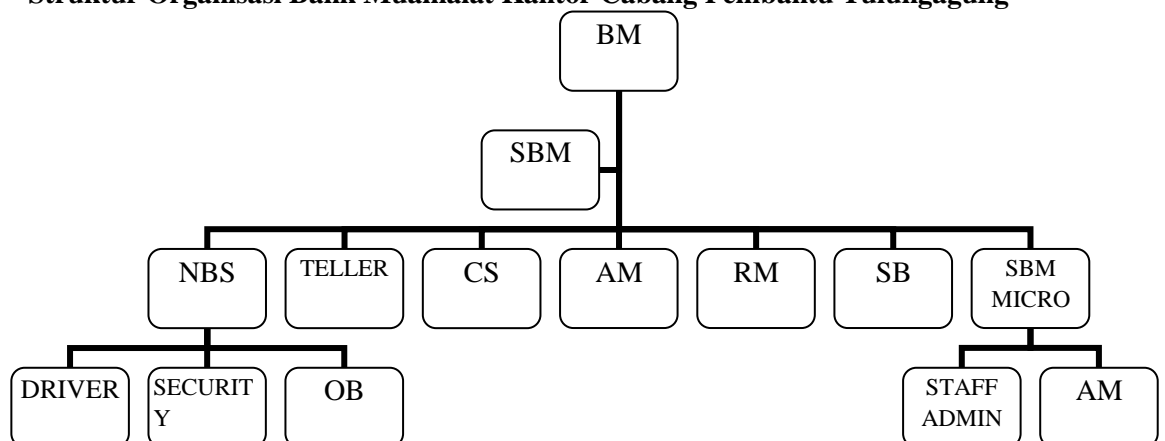 Struktur Organisasi Bank Muamalat Kantor Cabang Pembantu Tulungagung
BM
SBM
NBS
TELLER
CS
AM
RM
SB
SBM
MICRO
DRIVER
SECURIT
Y
OB
STAFF
ADMIN
AM